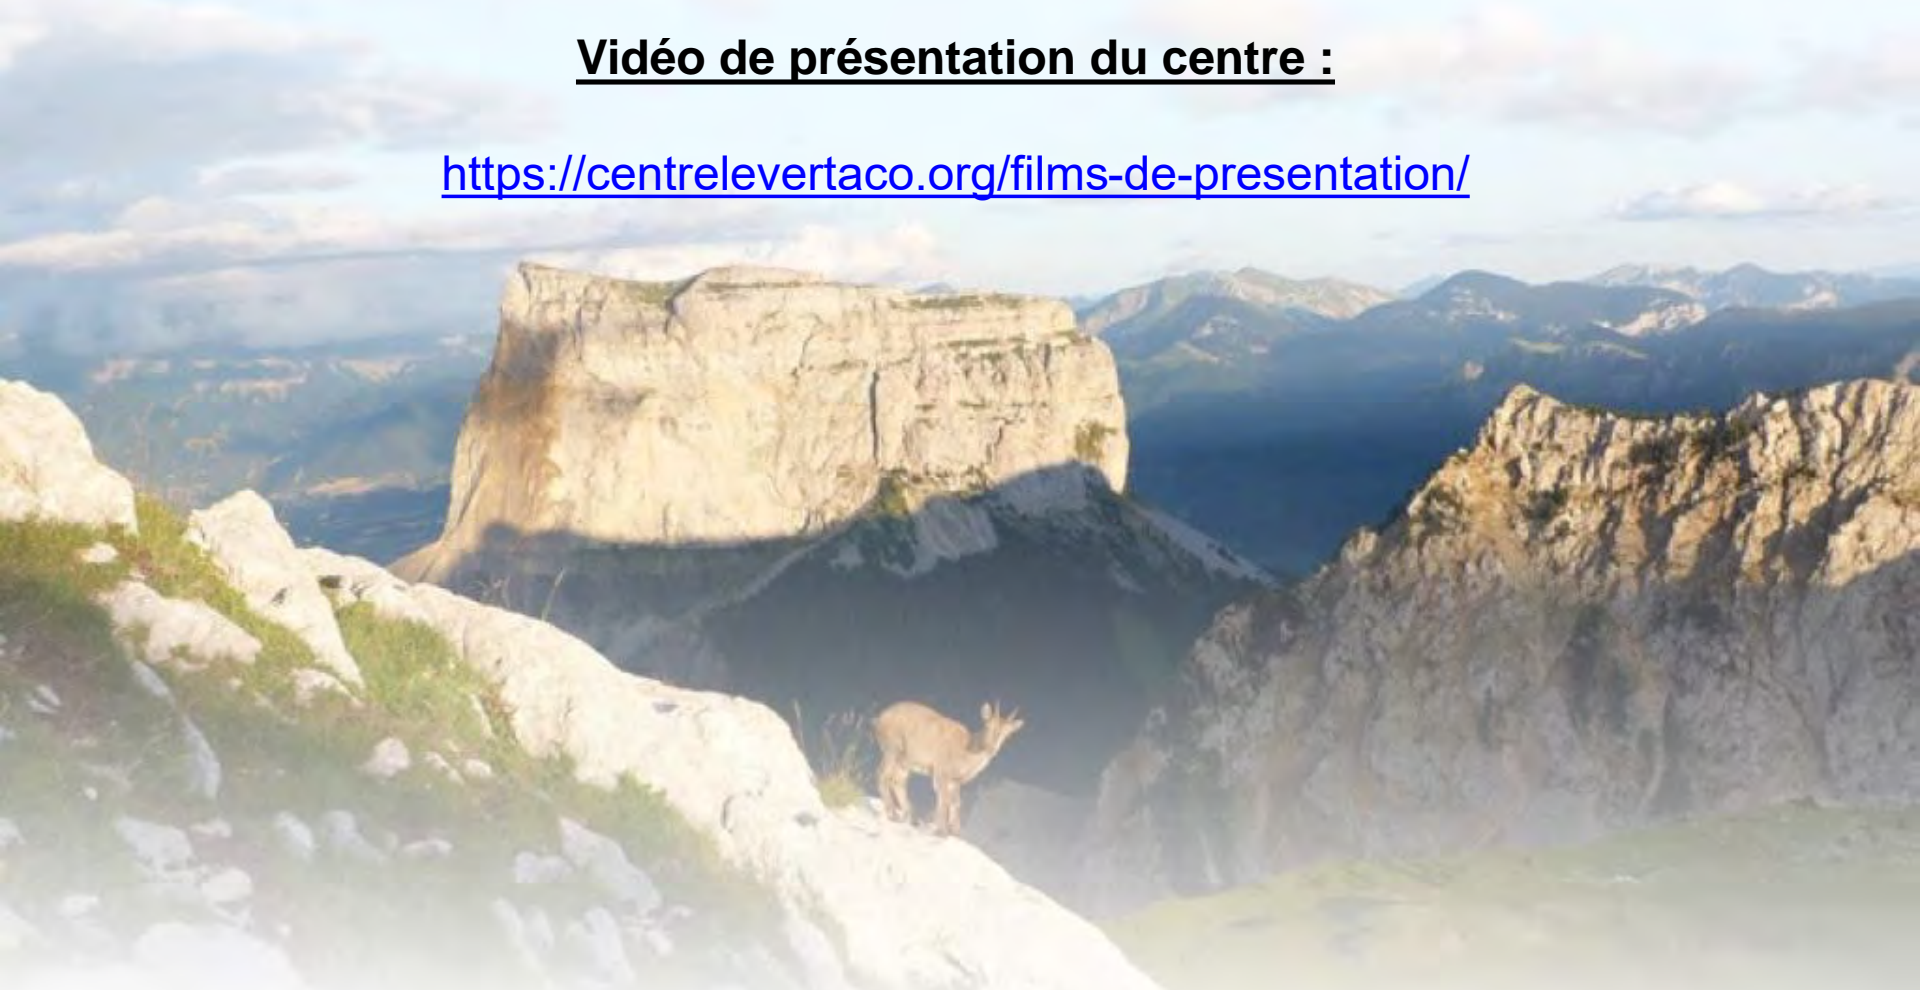 Vidéo de présentation du centre :
https://centrelevertaco.org/films-de-presentation/